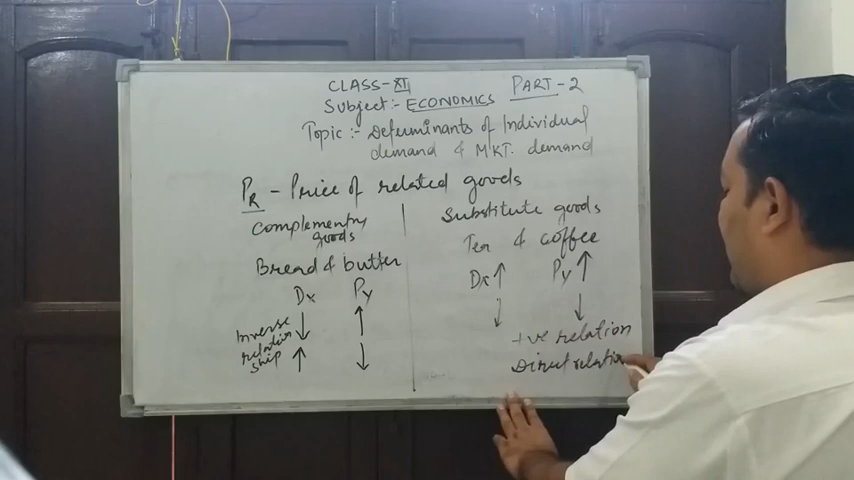 CLASS-XI
PART-2
Subject:- ECONOMICS
Topic:- Determinants of Individual
demand & MKT. demand
PR - Price of related goods
Complementry
goods
Bread & butter
Dx Py
↓ ↑
Inverse
relation
ship
↑ ↓
Substitute goods
Tea & coffee
Dx↑ Py↑
↓ ↓
+ve relation
Direct relation